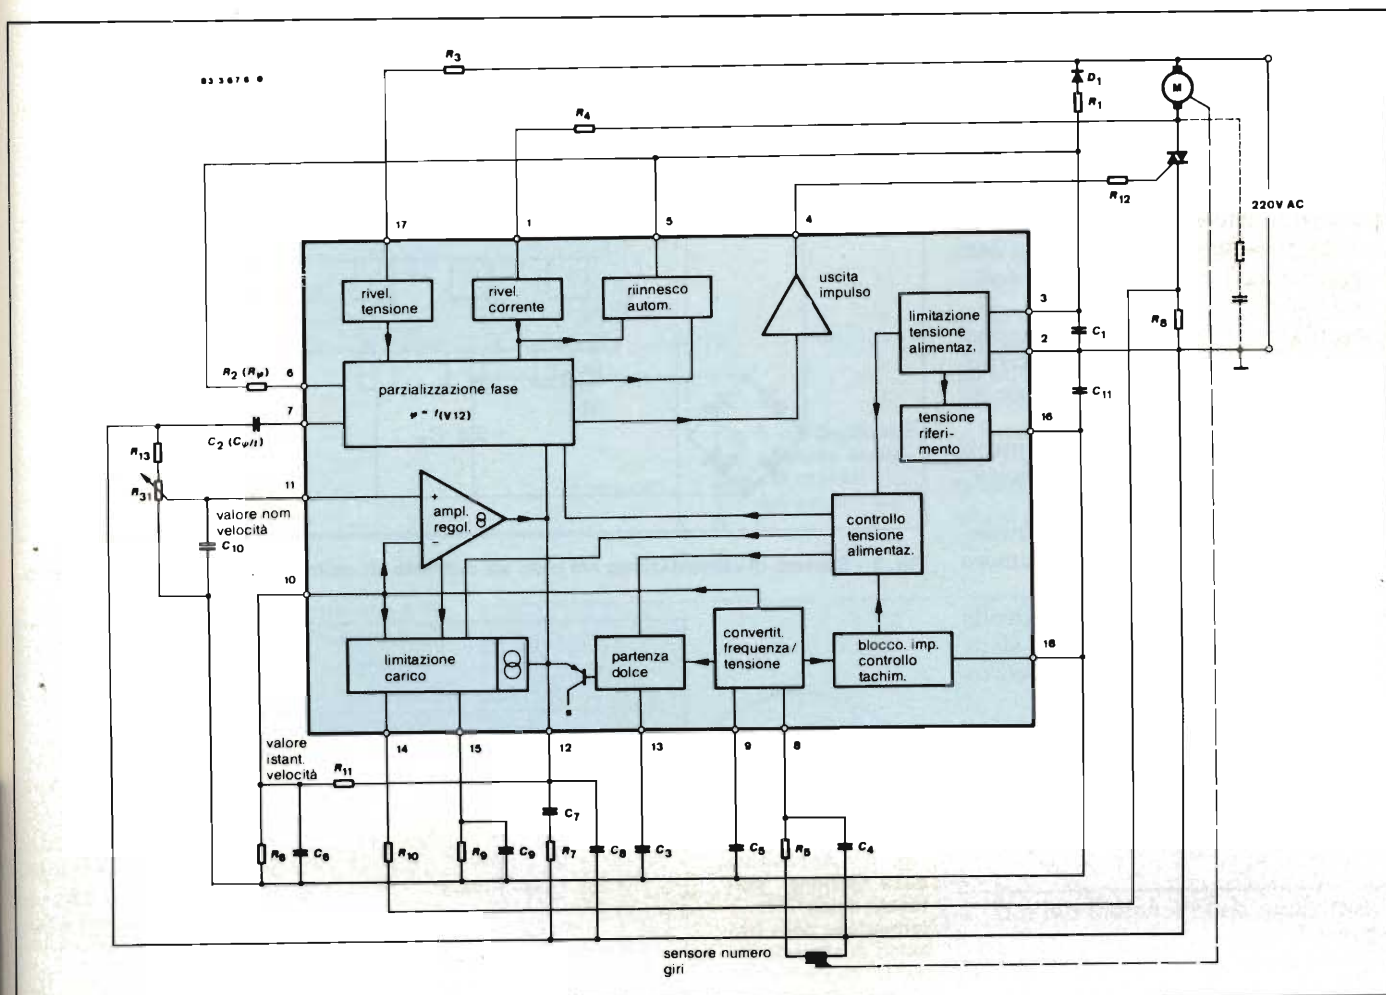 833676 0
R3
D1
M
R1
R4
R12
220V AC
17
1
5
4
rivel.
tensione
rivel.
corrente
riinnesco
autom.
uscita
impulso
limitazione
tensione
alimentaz.
3
C1
R8
2
C11
R2 (Rφ)
6
parzializzazione fase
φ = f(V12)
7
C2 (Cφ/t)
tensione
riferi-
mento
16
R13
R31
11
valore nom
velocità
C10
+
ampl.
regol.
−
controllo
tensione
alimentaz.
10
limitazione
carico
partenza
dolce
convertit.
frequenza/
tensione
blocco. imp.
controllo
tachim.
18
14
15
12
13
9
8
valore
istant.
velocità
R11
C7
R6
C6
R10
R9
C9
R7
C8
C3
C5
R5
C4
sensore numero
giri